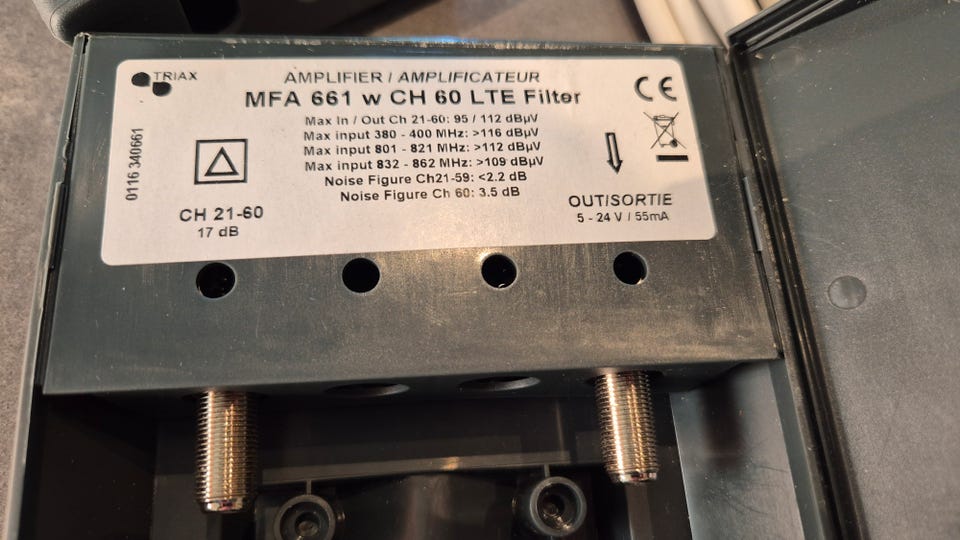 TRIAX
AMPLIFIER / AMPLIFICATEUR
MFA 661 w CH 60 LTE Filter
Max In / Out Ch 21-60: 95 / 112 dBµV
Max input 380 - 400 MHz: >116 dBµV
Max input 801 - 821 MHz: >112 dBµV
Max input 832 - 862 MHz: >109 dBµV
Noise Figure Ch21-59: <2.2 dB
Noise Figure Ch 60: 3.5 dB
CE
0116 340661
CH 21-60
17 dB
OUT/SORTIE
5 - 24 V / 55mA